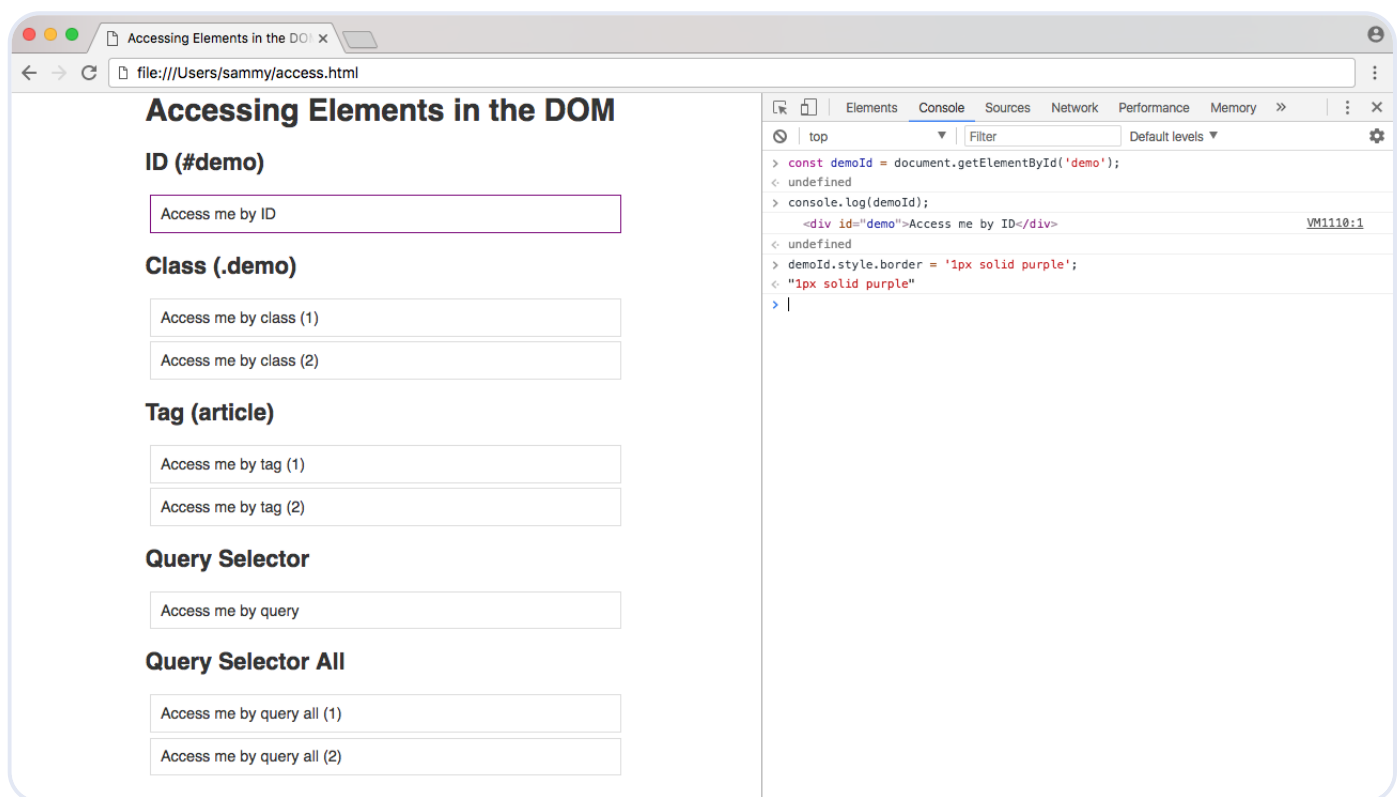 Accessing Elements in the DO
file:///Users/sammy/access.html
Accessing Elements in the DOM
ID (#demo)
Access me by ID
Class (.demo)
Access me by class (1)
Access me by class (2)
Tag (article)
Access me by tag (1)
Access me by tag (2)
Query Selector
Access me by query
Query Selector All
Access me by query all (1)
Access me by query all (2)
Elements Console Sources Network Performance Memory »
top ▼ Filter Default levels ▼
> const demoId = document.getElementById('demo');
<· undefined
> console.log(demoId);
<div id="demo">Access me by ID</div> VM1110:1
<· undefined
> demoId.style.border = '1px solid purple';
<· "1px solid purple"
>